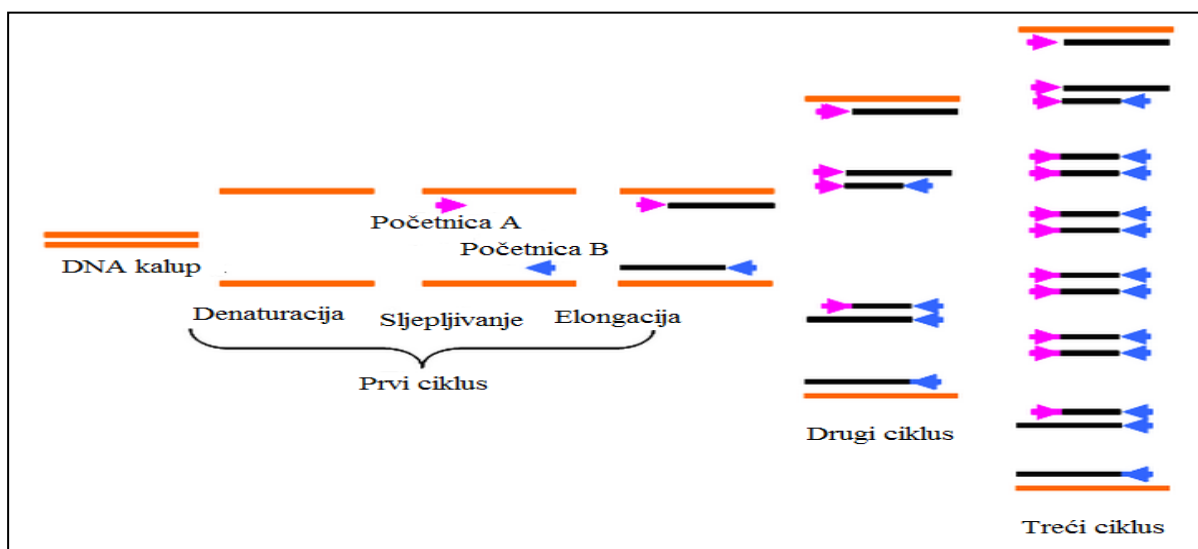 DNA kalup
Početnica A
Početnica B
Denaturacija
Sljepljivanje
Elongacija
Prvi ciklus
Drugi ciklus
Treći ciklus